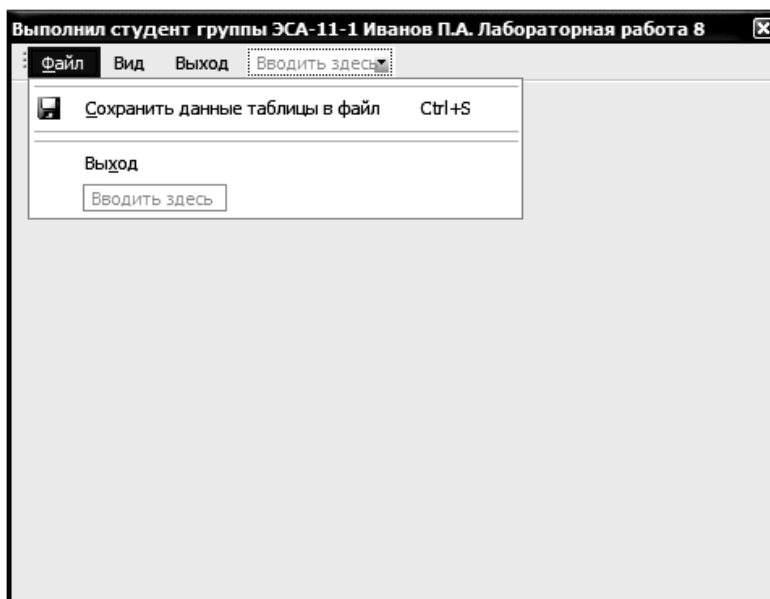 Выполнил студент группы ЭСА-11-1 Иванов П.А. Лабораторная работа 8
Файл Вид Выход Вводить здесь
Сохранить данные таблицы в файл Ctrl+S
Выход
Вводить здесь